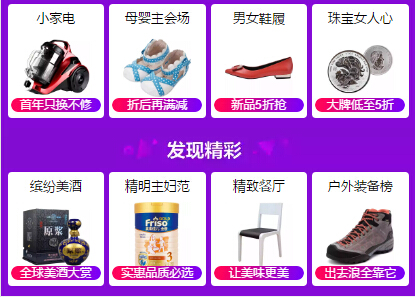 小家电 母婴主会场 男女鞋履 珠宝女人心
首年只换不修 折后再满减 新品5折抢 大牌低至5折
发现精彩
缤纷美酒 精明主妇范 精致餐厅 户外装备榜
原浆
Friso
3
全球美酒大赏 实惠品质必选 让美味更美 出去浪全靠它